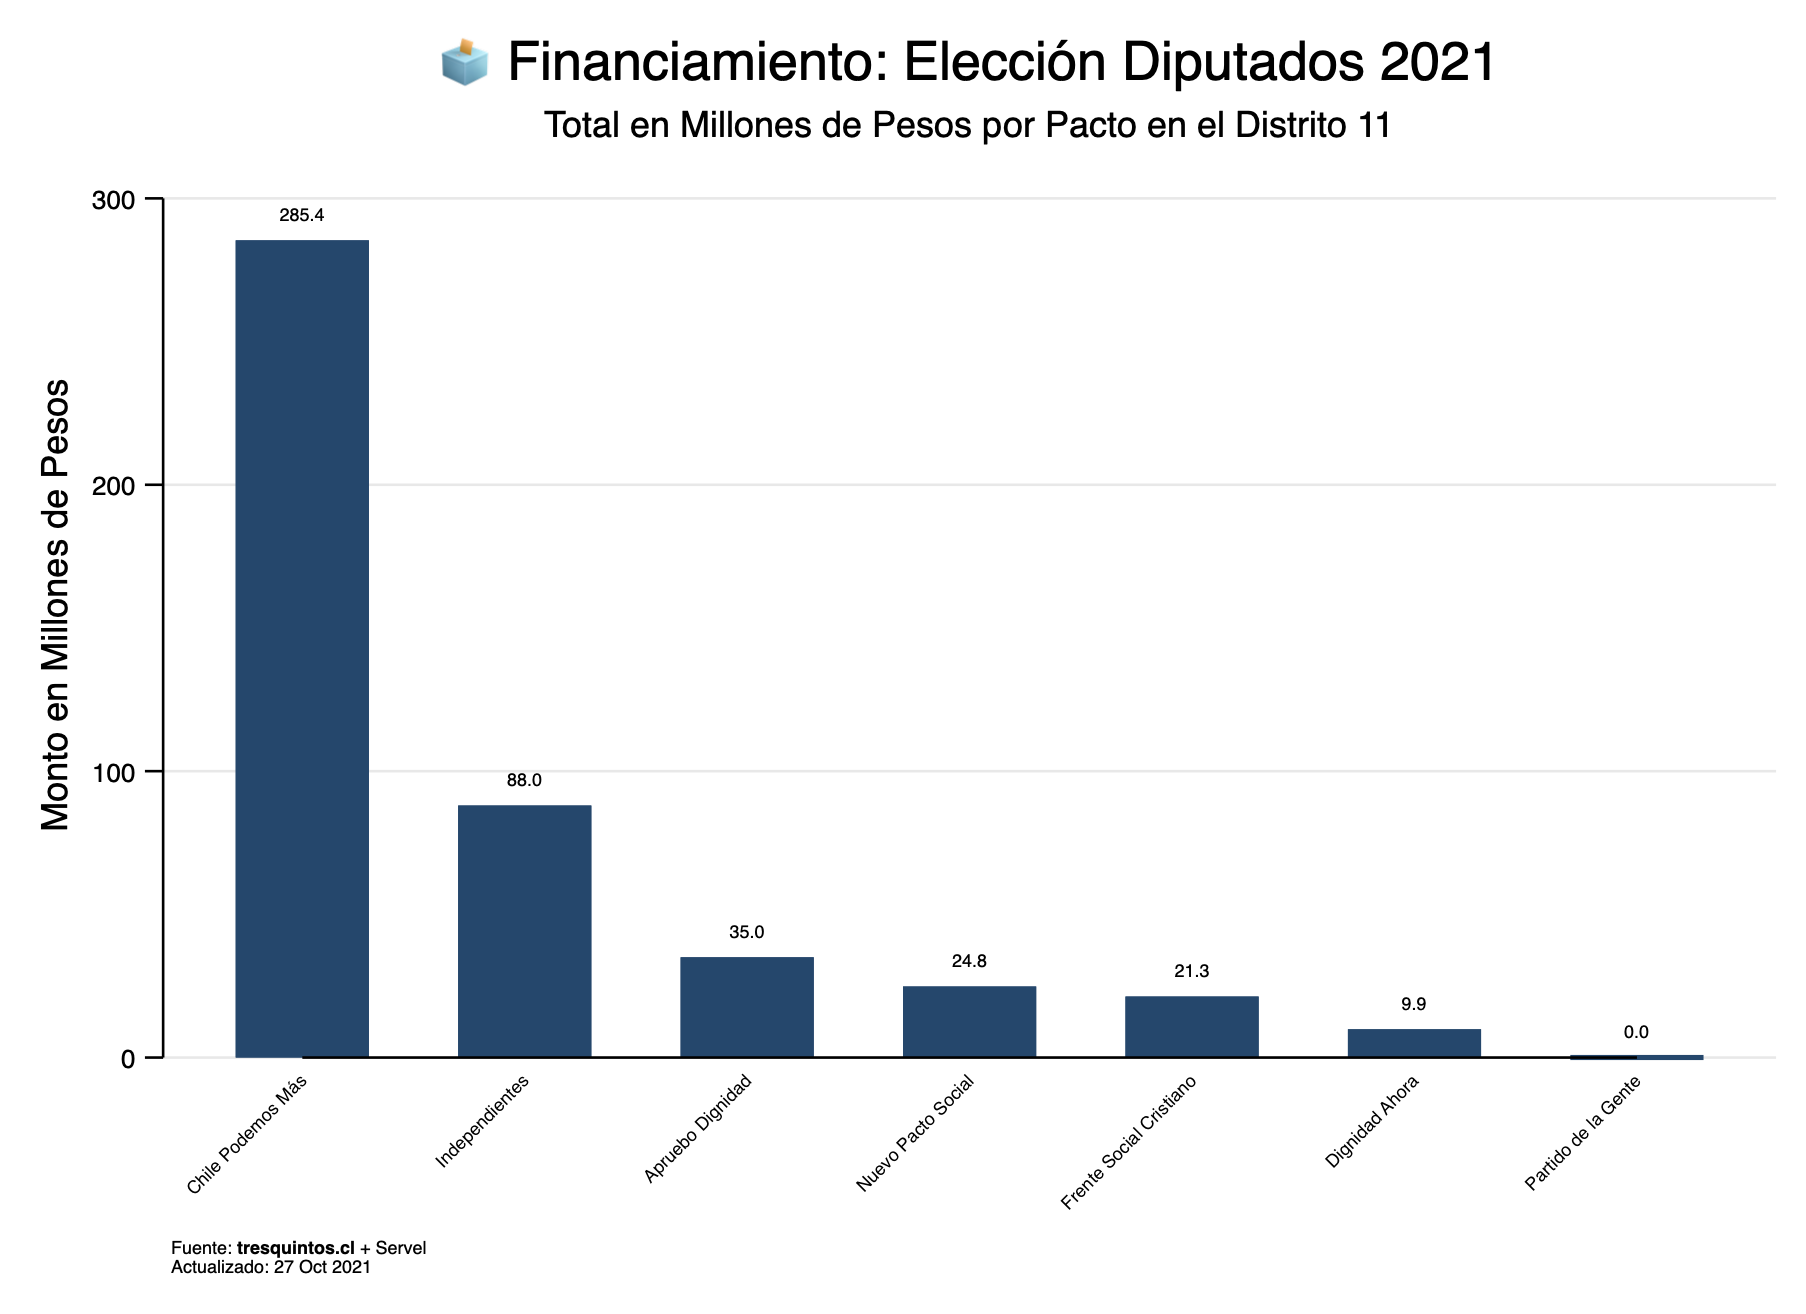 Financiamiento: Elección Diputados 2021
Total en Millones de Pesos por Pacto en el Distrito 11
Monto en Millones de Pesos
300
200
100
0
285.4
88.0
35.0
24.8
21.3
9.9
0.0
Chile Podemos Más
Independientes
Apruebo Dignidad
Nuevo Pacto Social
Frente Social Cristiano
Dignidad Ahora
Partido de la Gente
Fuente: tresquintos.cl + Servel
Actualizado: 27 Oct 2021